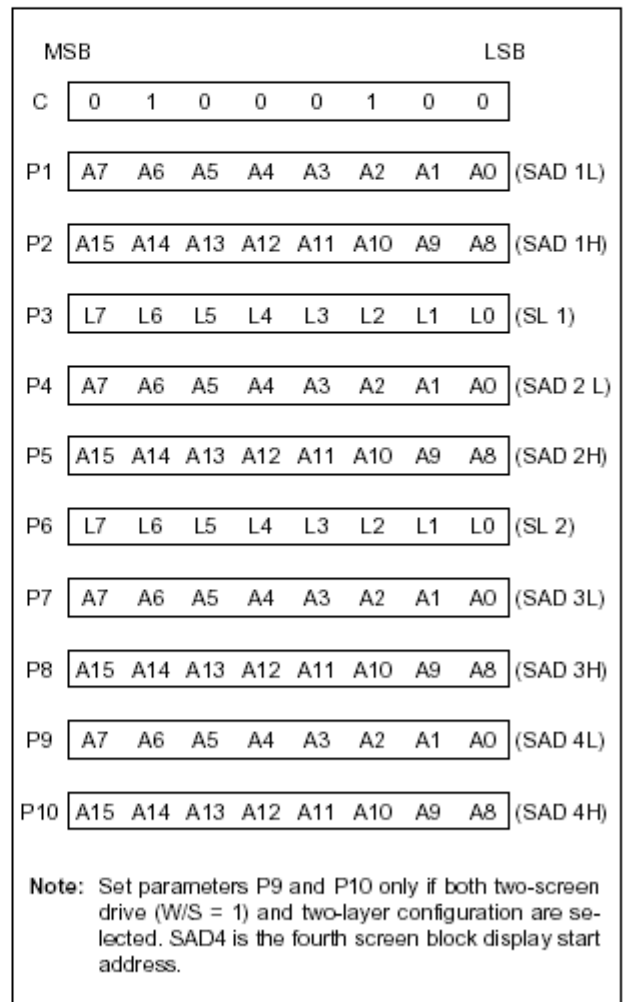 MSB LSB
C 0 1 0 0 0 1 0 0
P1 A7 A6 A5 A4 A3 A2 A1 A0 (SAD 1L)
P2 A15 A14 A13 A12 A11 A10 A9 A8 (SAD 1H)
P3 L7 L6 L5 L4 L3 L2 L1 L0 (SL 1)
P4 A7 A6 A5 A4 A3 A2 A1 A0 (SAD 2 L)
P5 A15 A14 A13 A12 A11 A10 A9 A8 (SAD 2H)
P6 L7 L6 L5 L4 L3 L2 L1 L0 (SL 2)
P7 A7 A6 A5 A4 A3 A2 A1 A0 (SAD 3L)
P8 A15 A14 A13 A12 A11 A10 A9 A8 (SAD 3H)
P9 A7 A6 A5 A4 A3 A2 A1 A0 (SAD 4L)
P10 A15 A14 A13 A12 A11 A10 A9 A8 (SAD 4H)
Note: Set parameters P9 and P10 only if both two-screen
drive (W/S = 1) and two-layer configuration are se-
lected. SAD4 is the fourth screen block display start
address.